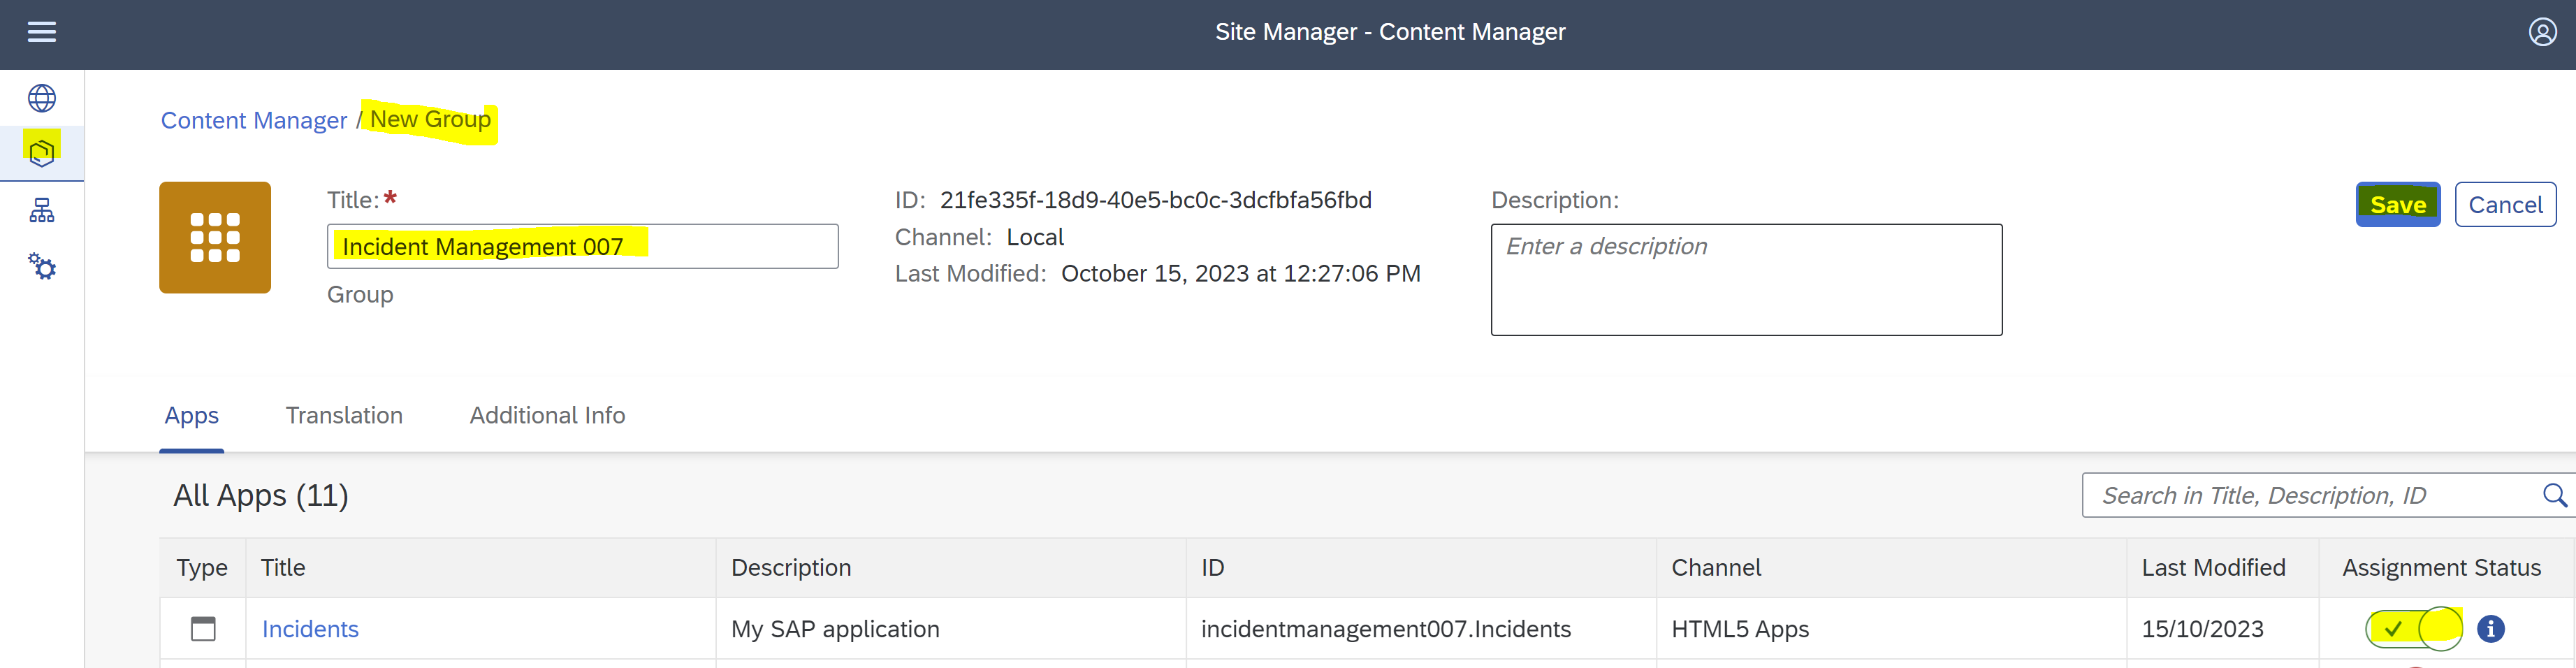 Site Manager - Content Manager
Content Manager / New Group
Title:*
Incident Management 007
Group
ID: 21fe335f-18d9-40e5-bc0c-3dcfbfa56fbd
Channel: Local
Last Modified: October 15, 2023 at 12:27:06 PM
Description:
Enter a description
Save Cancel
Apps Translation Additional Info
All Apps (11)
Search in Title, Description, ID
Type Title Description ID Channel Last Modified Assignment Status
Incidents My SAP application incidentmanagement007.Incidents HTML5 Apps 15/10/2023